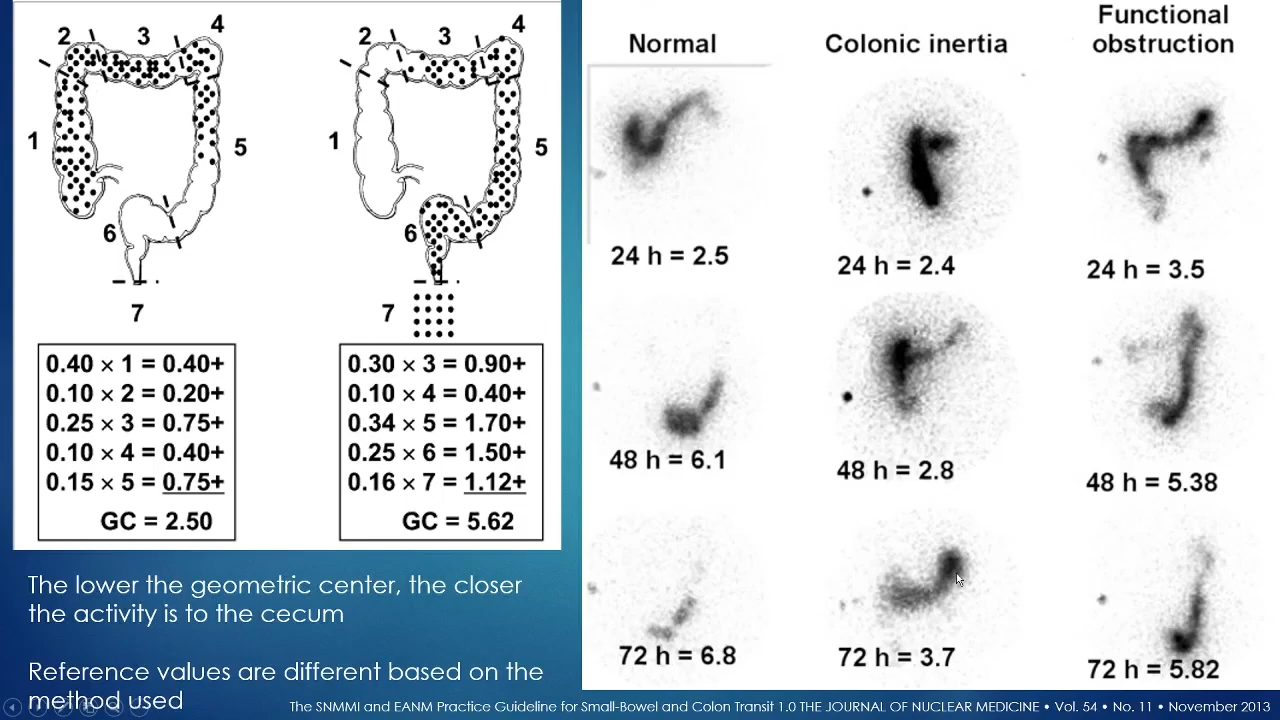 2
3
4
1
5
6
7
0.40 × 1 = 0.40+
0.10 × 2 = 0.20+
0.25 × 3 = 0.75+
0.10 × 4 = 0.40+
0.15 × 5 = 0.75+
GC = 2.50
2
3
4
1
5
6
7
0.30 × 3 = 0.90+
0.10 × 4 = 0.40+
0.34 × 5 = 1.70+
0.25 × 6 = 1.50+
0.16 × 7 = 1.12+
GC = 5.62
The lower the geometric center, the closer
the activity is to the cecum
Reference values are different based on the
method used
Normal
Colonic inertia
Functional
obstruction
24 h = 2.5
24 h = 2.4
24 h = 3.5
48 h = 6.1
48 h = 2.8
48 h = 5.38
72 h = 6.8
72 h = 3.7
72 h = 5.82
The SNMMI and EANM Practice Guideline for Small-Bowel and Colon Transit 1.0 THE JOURNAL OF NUCLEAR MEDICINE • Vol. 54 • No. 11 • November 2013